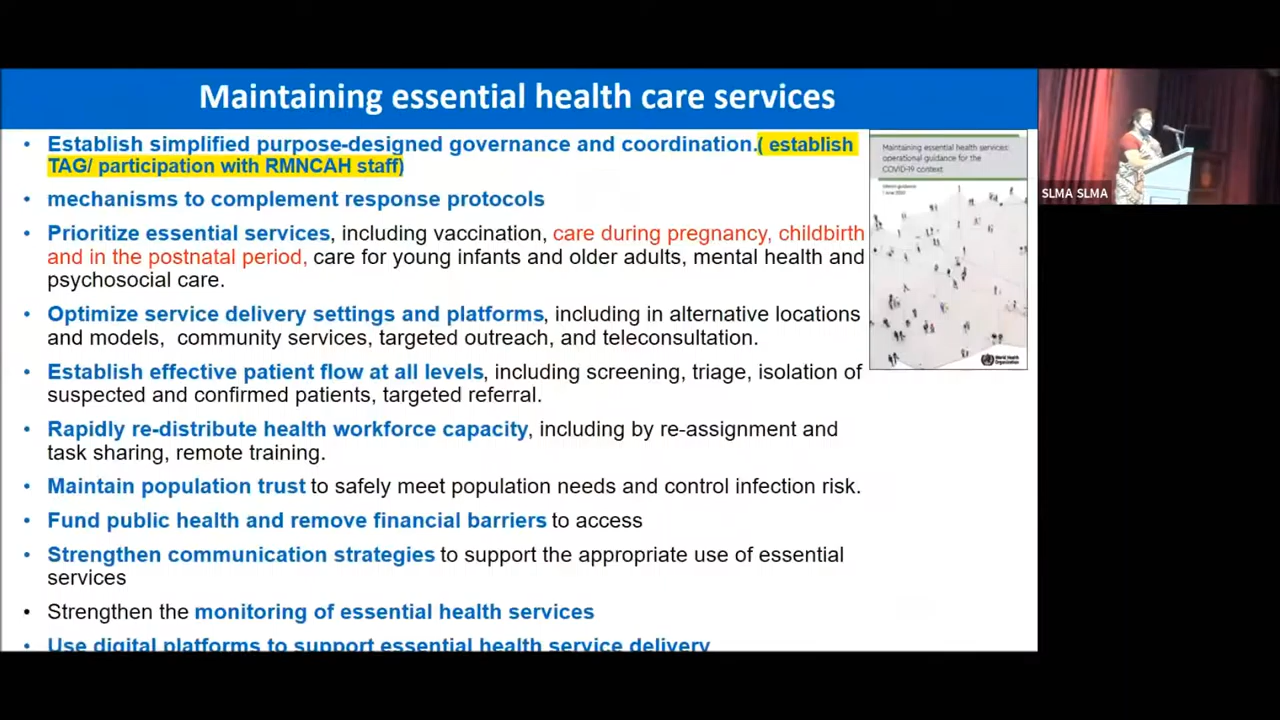 Maintaining essential health care services
• Establish simplified purpose-designed governance and coordination.( establish
TAG/ participation with RMNCAH staff)
• mechanisms to complement response protocols
• Prioritize essential services, including vaccination, care during pregnancy, childbirth
and in the postnatal period, care for young infants and older adults, mental health and
psychosocial care.
• Optimize service delivery settings and platforms, including in alternative locations
and models, community services, targeted outreach, and teleconsultation.
• Establish effective patient flow at all levels, including screening, triage, isolation of
suspected and confirmed patients, targeted referral.
• Rapidly re-distribute health workforce capacity, including by re-assignment and
task sharing, remote training.
• Maintain population trust to safely meet population needs and control infection risk.
• Fund public health and remove financial barriers to access
• Strengthen communication strategies to support the appropriate use of essential
services
• Strengthen the monitoring of essential health services
• Use digital platforms to support essential health service delivery
Maintaining essential health services:
operational guidance for the
COVID-19 context
World Health
Organization
SLMA SLMA